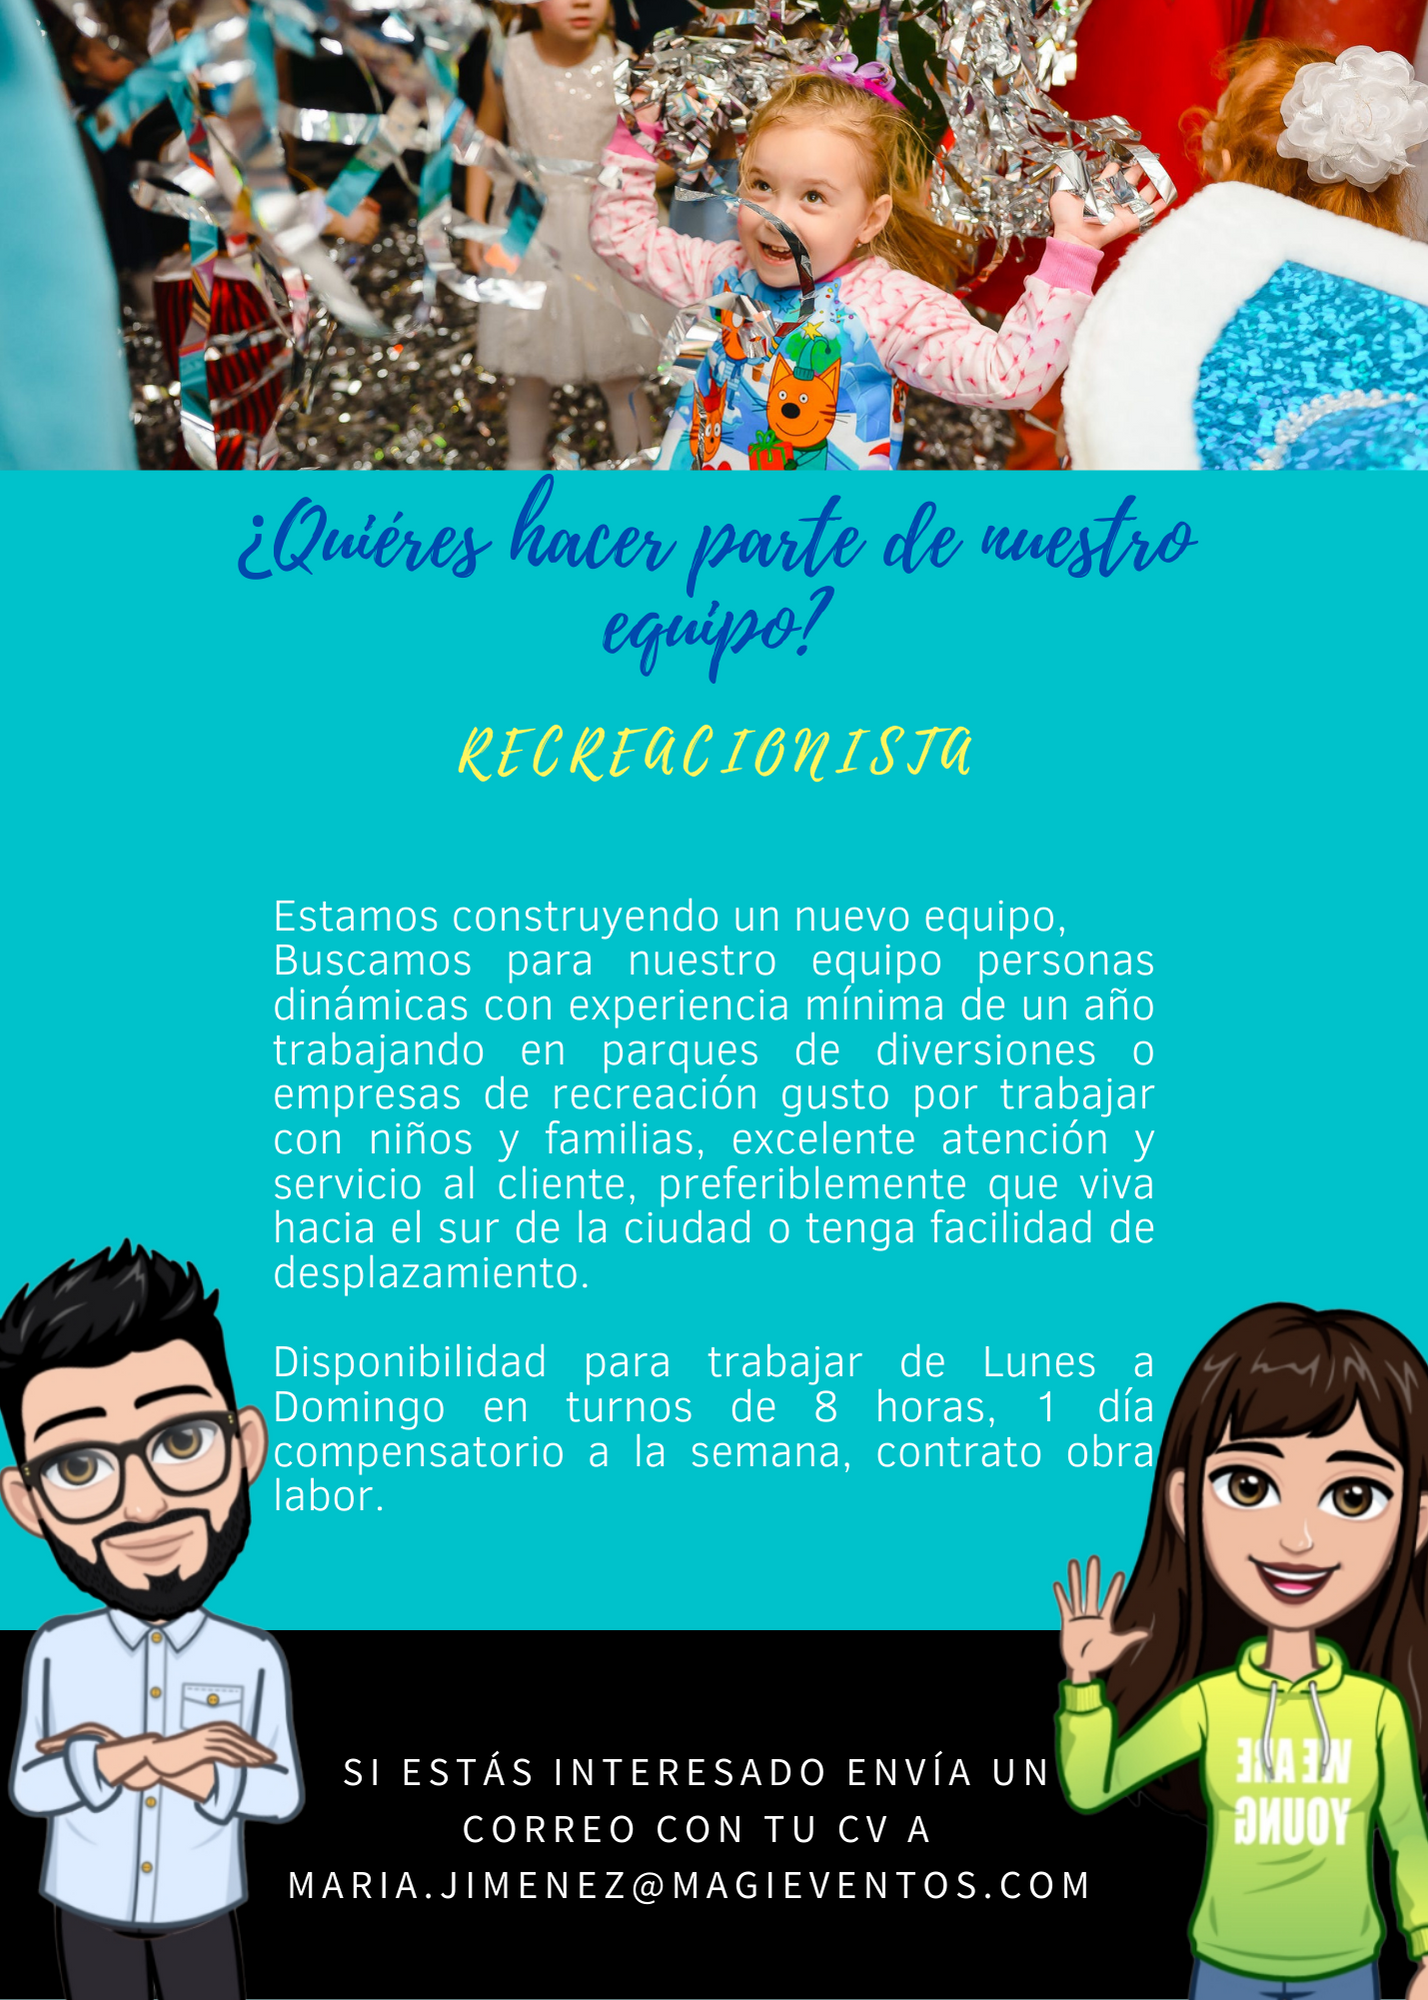 ¿Quiéres hacer parte de nuestro
equipo?
RECREACIONISTA
Estamos construyendo un nuevo equipo,
Buscamos para nuestro equipo personas
dinámicas con experiencia mínima de un año
trabajando en parques de diversiones o
empresas de recreación gusto por trabajar
con niños y familias, excelente atención y
servicio al cliente, preferiblemente que viva
hacia el sur de la ciudad o tenga facilidad de
desplazamiento.
Disponibilidad para trabajar de Lunes a
Domingo en turnos de 8 horas, 1 día
compensatorio a la semana, contrato obra
labor.
WE ARE
YOUNG
SI ESTÁS INTERESADO ENVÍA UN
CORREO CON TU CV A
MARIA.JIMENEZ@MAGIEVENTOS.COM